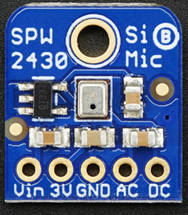 SPW Si B
2430 Mic
Vin 3V GND AC DC